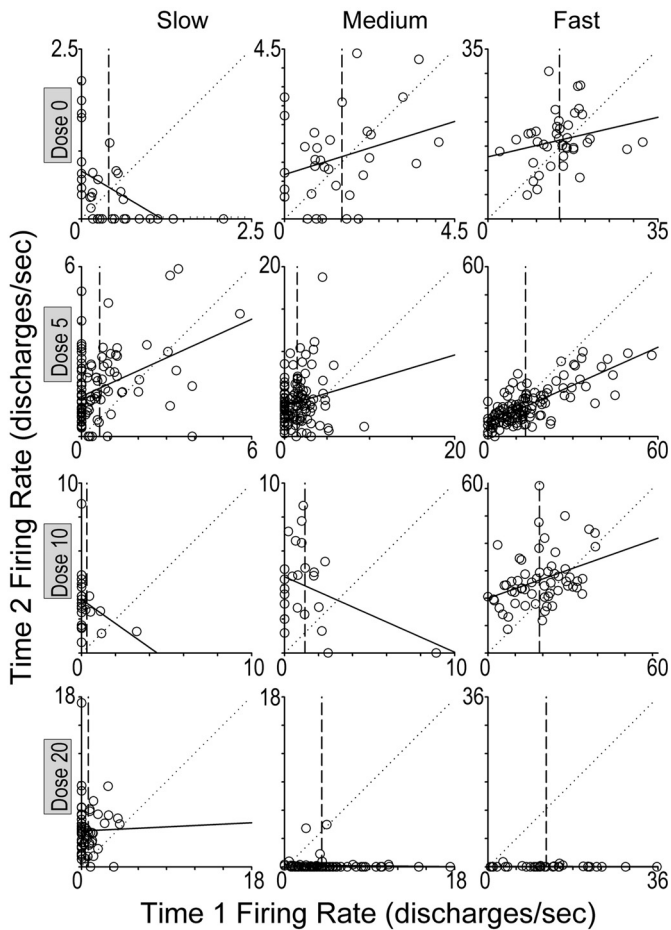 Slow Medium Fast
Time 2 Firing Rate (discharges/sec)
Dose 0
2.5 4.5 35
0 2.5 0 4.5 0 35
Dose 5
6 20 60
0 6 0 20 0 60
Dose 10
10 10 60
0 10 0 10 0 60
Dose 20
18 18 36
0 18 0 18 0 36
Time 1 Firing Rate (discharges/sec)